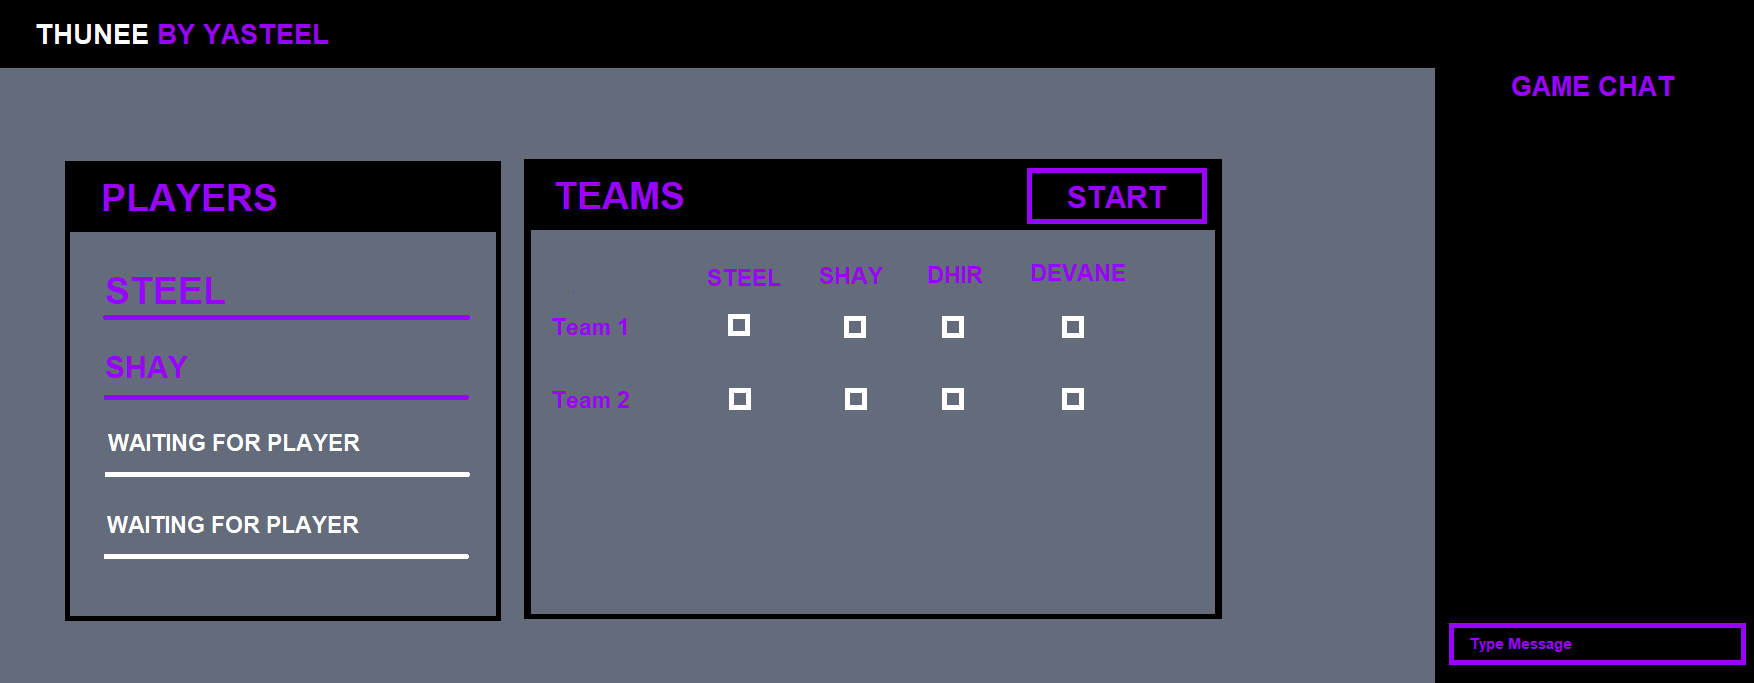 THUNEE BY YASTEEL
GAME CHAT
PLAYERS
STEEL
SHAY
WAITING FOR PLAYER
WAITING FOR PLAYER
TEAMS
START
STEEL SHAY DHIR DEVANE
Team 1
Team 2
Type Message